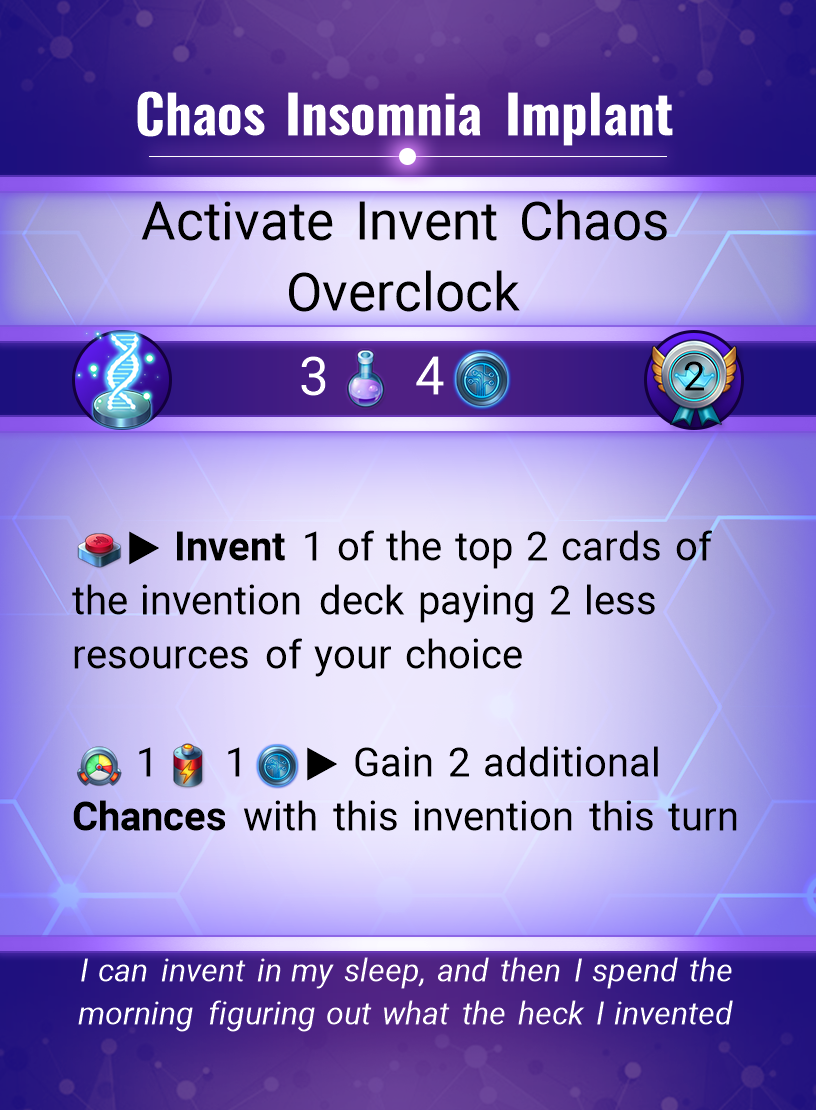 Chaos Insomnia Implant
Activate Invent Chaos
Overclock
3 4
2
▶ Invent 1 of the top 2 cards of
the invention deck paying 2 less
resources of your choice
1 1 ▶ Gain 2 additional
Chances with this invention this turn
I can invent in my sleep, and then I spend the
morning figuring out what the heck I invented